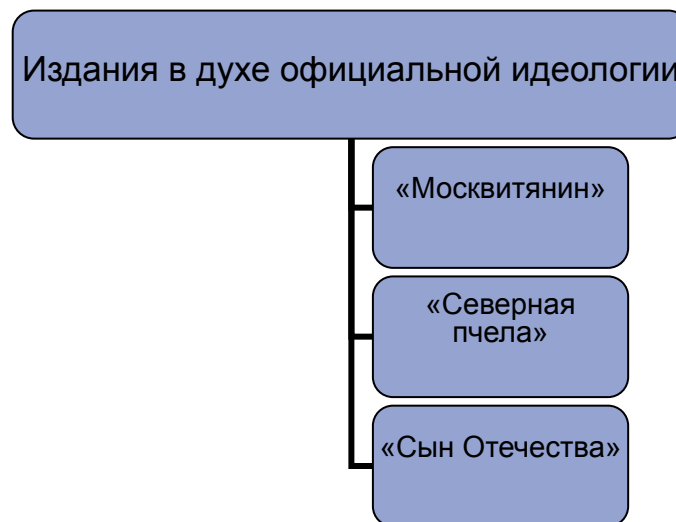 Издания в духе официальной идеологии
«Москвитянин»
«Северная
пчела»
«Сын Отечества»